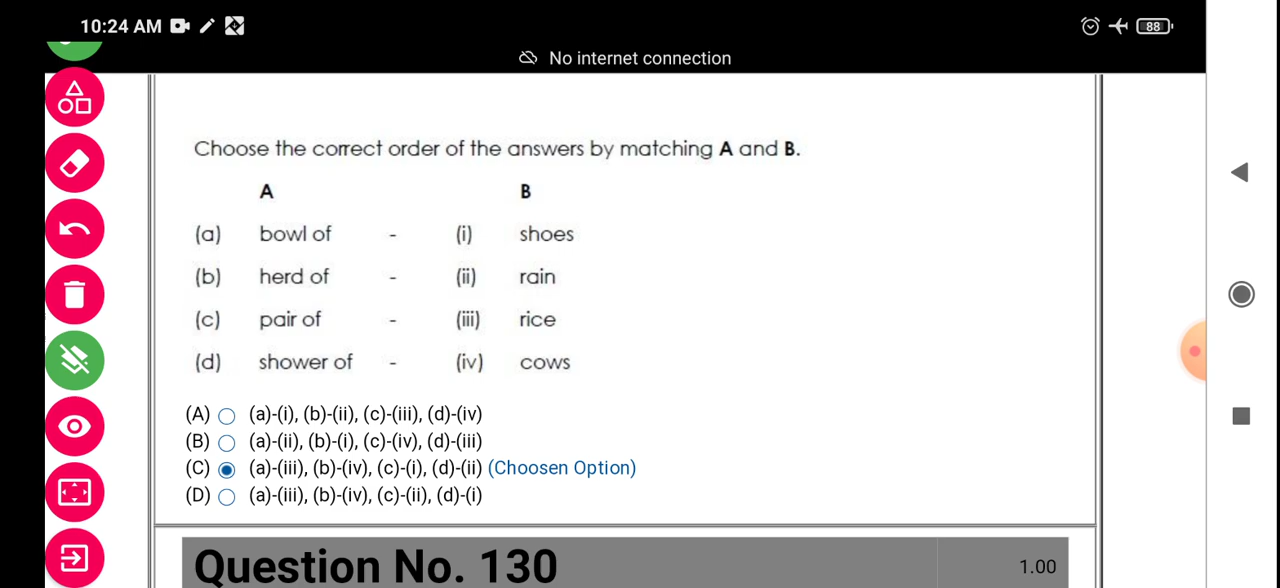 10:24 AM
88
No internet connection
Choose the correct order of the answers by matching A and B.
A B
(a) bowl of - (i) shoes
(b) herd of - (ii) rain
(c) pair of - (iii) rice
(d) shower of - (iv) cows
(A) (a)-(i), (b)-(ii), (c)-(iii), (d)-(iv)
(B) (a)-(ii), (b)-(i), (c)-(iv), (d)-(iii)
(C) (a)-(iii), (b)-(iv), (c)-(i), (d)-(ii) (Choosen Option)
(D) (a)-(iii), (b)-(iv), (c)-(ii), (d)-(i)
Question No. 130 1.00